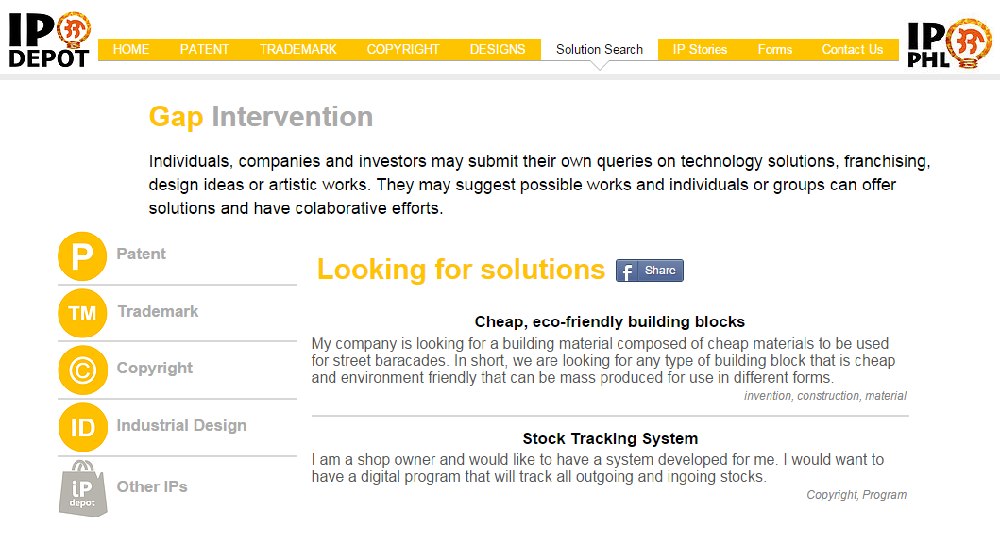 IP
DEPOT
HOME PATENT TRADEMARK COPYRIGHT DESIGNS Solution Search IP Stories Forms Contact Us
IP
PHL
Gap Intervention
Individuals, companies and investors may submit their own queries on technology solutions, franchising,
design ideas or artistic works. They may suggest possible works and individuals or groups can offer
solutions and have colaborative efforts.
P Patent
TM Trademark
© Copyright
ID Industrial Design
iP
depot
Other IPs
Looking for solutions f Share
Cheap, eco-friendly building blocks
My company is looking for a building material composed of cheap materials to be used
for street baracades. In short, we are looking for any type of building block that is cheap
and environment friendly that can be mass produced for use in different forms.
invention, construction, material
Stock Tracking System
I am a shop owner and would like to have a system developed for me. I would want to
have a digital program that will track all outgoing and ingoing stocks.
Copyright, Program